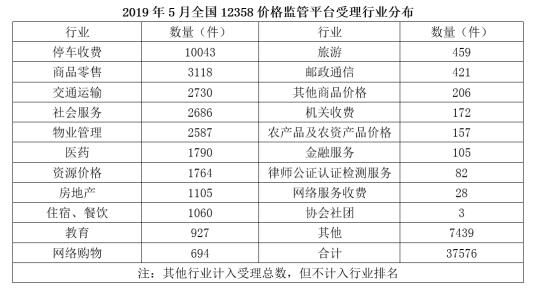 2019 年 5 月全国 12358 价格监管平台受理行业分布
行业 数量（件） 行业 数量（件）
停车收费 10043 旅游 459
商品零售 3118 邮政通信 421
交通运输 2730 其他商品价格 206
社会服务 2686 机关收费 172
物业管理 2587 农产品及农资产品价格 157
医药 1790 金融服务 105
资源价格 1764 律师公证认证检测服务 82
房地产 1105 网络服务收费 28
住宿、餐饮 1060 协会社团 3
教育 927 其他 7439
网络购物 694 合计 37576
注：其他行业计入受理总数，但不计入行业排名